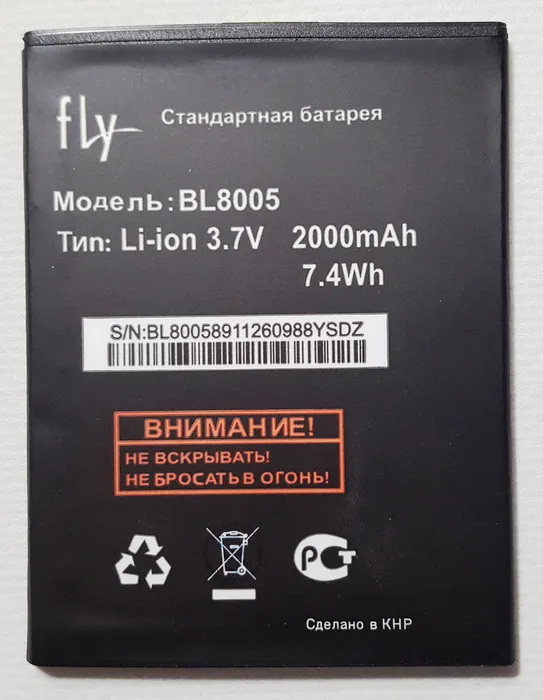 fly
Стандартная батарея
Модель: BL8005
Тип: Li-ion 3.7V 2000mAh
7.4Wh
S/N:BL80058911260988YSDZ
ВНИМАНИЕ!
НЕ ВСКРЫВАТЬ!
НЕ БРОСАТЬ В ОГОНЬ!
РСТ
Сделано в КНР